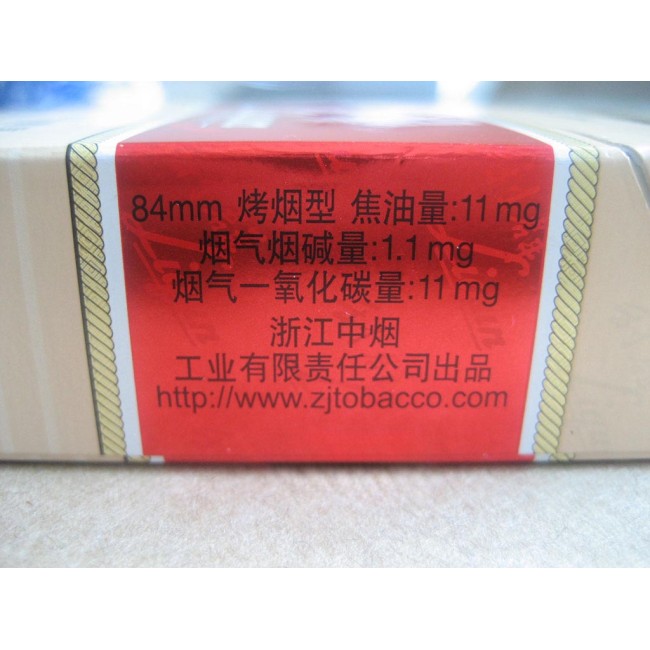 84mm 烤烟型 焦油量:11mg
烟气烟碱量:1.1mg
烟气一氧化碳量:11mg
浙江中烟
工业有限责任公司出品
http://www.zjtobacco.com